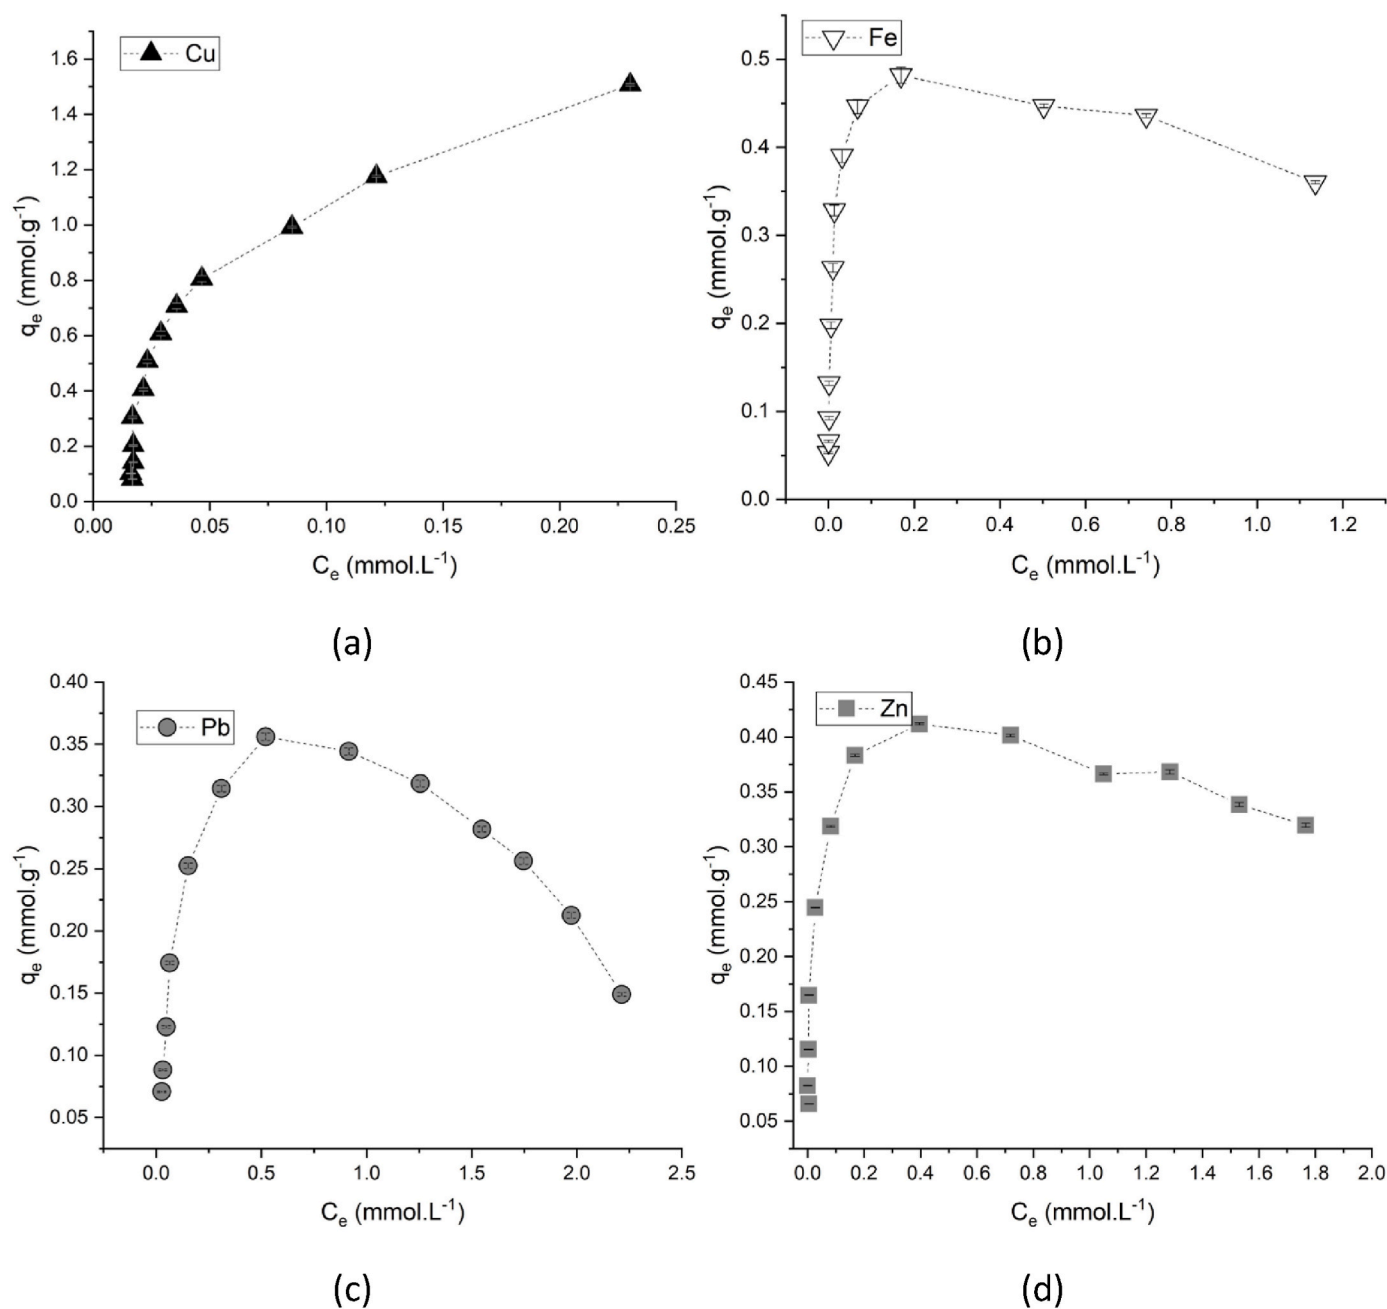 Cu
1.6
1.4
1.2
1.0
0.8
0.6
0.4
0.2
0.0
qe (mmol.g-1)
0.00 0.05 0.10 0.15 0.20 0.25
Ce (mmol.L-1)
(a)
Fe
0.5
0.4
0.3
0.2
0.1
0.0
qe (mmol.g-1)
0.0 0.2 0.4 0.6 0.8 1.0 1.2
Ce (mmol.L-1)
(b)
Pb
0.40
0.35
0.30
0.25
0.20
0.15
0.10
0.05
qe (mmol.g-1)
0.0 0.5 1.0 1.5 2.0 2.5
Ce (mmol.L-1)
(c)
Zn
0.45
0.40
0.35
0.30
0.25
0.20
0.15
0.10
0.05
qe (mmol.g-1)
0.0 0.2 0.4 0.6 0.8 1.0 1.2 1.4 1.6 1.8 2.0
Ce (mmol.L-1)
(d)